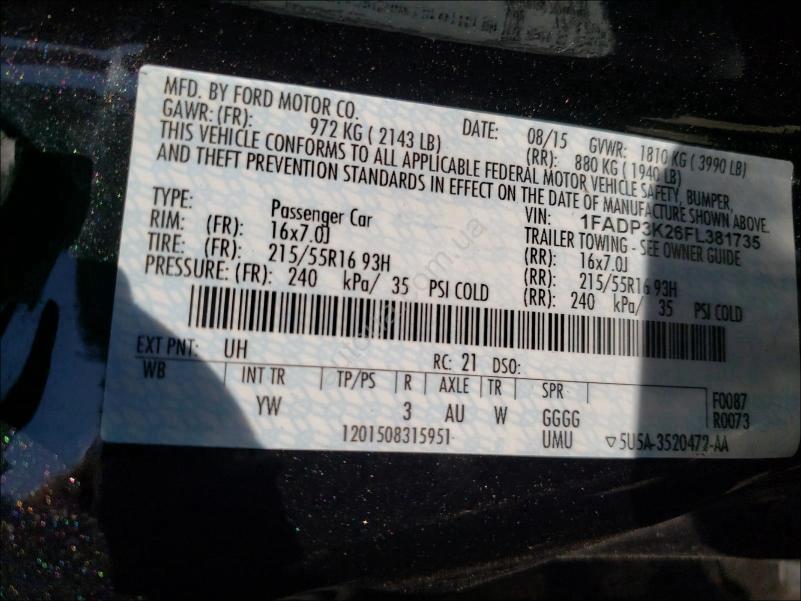 MFD. BY FORD MOTOR CO. DATE: 08/15 GVWR: 1810 KG ( 3990 LB)
GAWR: (FR): 972 KG ( 2143 LB) (RR): 880 KG ( 1940 LB)
THIS VEHICLE CONFORMS TO ALL APPLICABLE FEDERAL MOTOR VEHICLE SAFETY, BUMPER,
AND THEFT PREVENTION STANDARDS IN EFFECT ON THE DATE OF MANUFACTURE SHOWN ABOVE.
VIN: 1FADP3K26FL381735
TYPE: Passenger Car TRAILER TOWING - SEE OWNER GUIDE
RIM: (FR): 16x7.0J (RR): 16x7.0J
TIRE: (FR): 215/55R16 93H (RR): 215/55R16 93H
PRESSURE: (FR): 240 kPa/ 35 PSI COLD (RR): 240 kPa/ 35 PSI COLD
EXT PNT: UH RC: 21 DSO:
WB INT TR TP/PS R AXLE TR SPR
YW 3 AU W GGGG F0087
UMU R0073
1201508315951 5U5A-3520472-AA